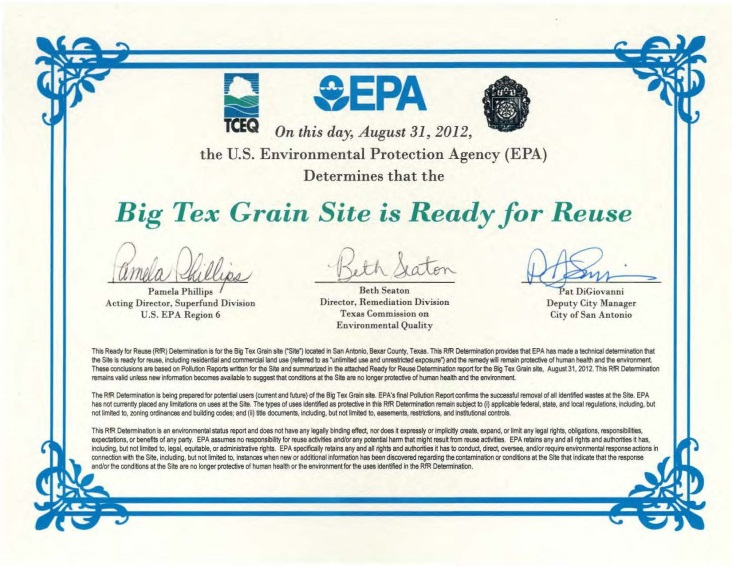 TCEQ
EPA
On this day, August 31, 2012,
the U.S. Environmental Protection Agency (EPA)
Determines that the
Big Tex Grain Site is Ready for Reuse
Pamela Phillips
Beth Seaton
Pamela Phillips
Acting Director, Superfund Division
U.S. EPA Region 6
Beth Seaton
Director, Remediation Division
Texas Commission on
Environmental Quality
Pat DiGiovanni
Deputy City Manager
City of San Antonio
This Ready for Reuse (RfR) Determination is for the Big Tex Grain site ("Site") located in San Antonio, Bexar County, Texas. This RfR Determination provides that EPA has made a technical determination that
the Site is ready for reuse, including residential and commercial land use (referred to as "unlimited use and unrestricted exposure") and the remedy will remain protective of human health and the environment.
These conclusions are based on Pollution Reports written for the Site and summarized in the attached Ready for Reuse Determination report for the Big Tex Grain site, August 31, 2012. This RfR Determination
remains valid unless new information becomes available to suggest that conditions at the Site are no longer protective of human health and the environment.
The RfR Determination is being prepared for potential users (current and future) of the Big Tex Grain site. EPA's final Pollution Report confirms the successful removal of all identified wastes at the Site. EPA
has not currently placed any limitations on uses at the Site. The types of uses identified as protective in this RfR Determination remain subject to (i) applicable federal, state, and local regulations, including, but
not limited to, zoning ordinances and building codes; and (ii) title documents, including, but not limited to, easements, restrictions, and institutional controls.
This RfR Determination is an environmental status report and does not have any legally binding effect, nor does it expressly or implicitly create, expand, or limit any legal rights, obligations, responsibilities,
expectations, or benefits of any party. EPA assumes no responsibility for reuse activities and/or any potential harm that might result from reuse activities. EPA retains any and all rights and authorities it has,
including, but not limited to, legal, equitable, or administrative rights. EPA specifically retains any and all rights and authorities it has to conduct, direct, oversee, and/or require environmental response actions in
connection with the Site, including, but not limited to, instances when new or additional information has been discovered regarding the contamination or conditions at the Site that indicate that the response
and/or the conditions at the Site are no longer protective of human health or the environment for the uses identified in the RfR Determination.